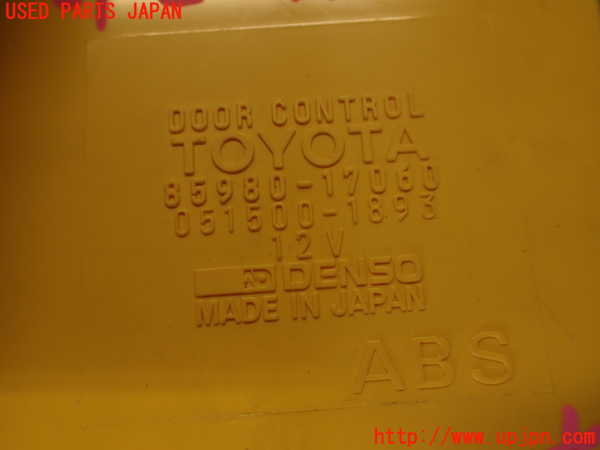 USED PARTS JAPAN
DOOR CONTROL
TOYOTA
85980-17060
051500-1893
12V
ND DENSO
MADE IN JAPAN
ABS
http://www.upjpn.com